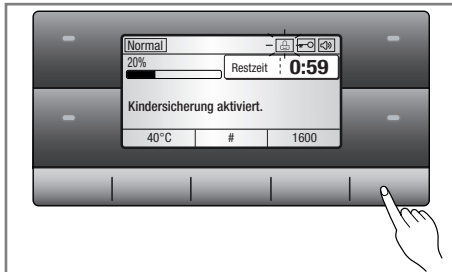 Normal
20%
Restzeit 0:59
Kindersicherung aktiviert.
40°C # 1600